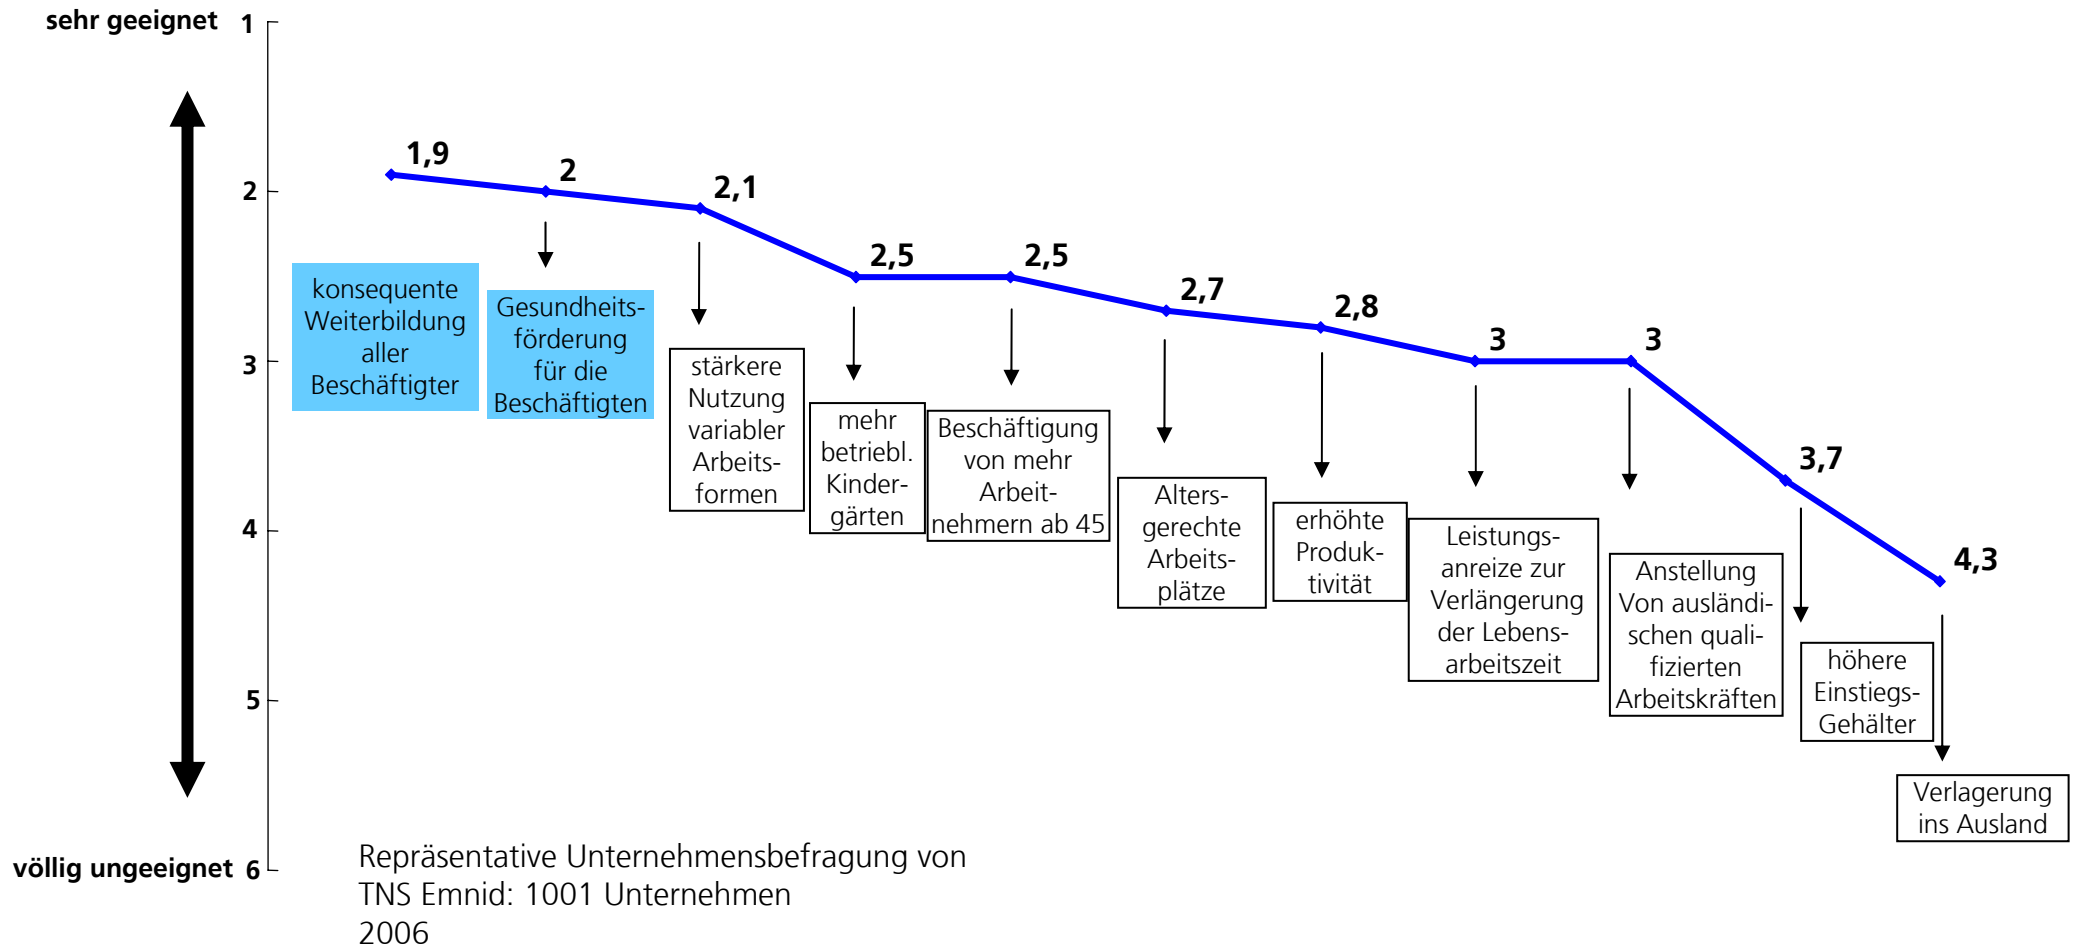 sehr geeignet
1
2
3
4
5
völlig ungeeignet
6
1,9
2
2,1
2,5
2,5
2,7
2,8
3
3
3,7
4,3
konsequente
Weiterbildung
aller
Beschäftigter
Gesundheits-
förderung
für die
Beschäftigten
stärkere
Nutzung
variabler
Arbeits-
formen
mehr
betriebl.
Kinder-
gärten
Beschäftigung
von mehr
Arbeit-
nehmern ab 45
Alters-
gerechte
Arbeits-
plätze
erhöhte
Produk-
tivität
Leistungs-
anreize zur
Verlängerung
der Lebens-
arbeitszeit
Anstellung
Von ausländi-
schen quali-
fizierten
Arbeitskräften
höhere
Einstiegs-
Gehälter
Verlagerung
ins Ausland
Repräsentative Unternehmensbefragung von
TNS Emnid: 1001 Unternehmen
2006